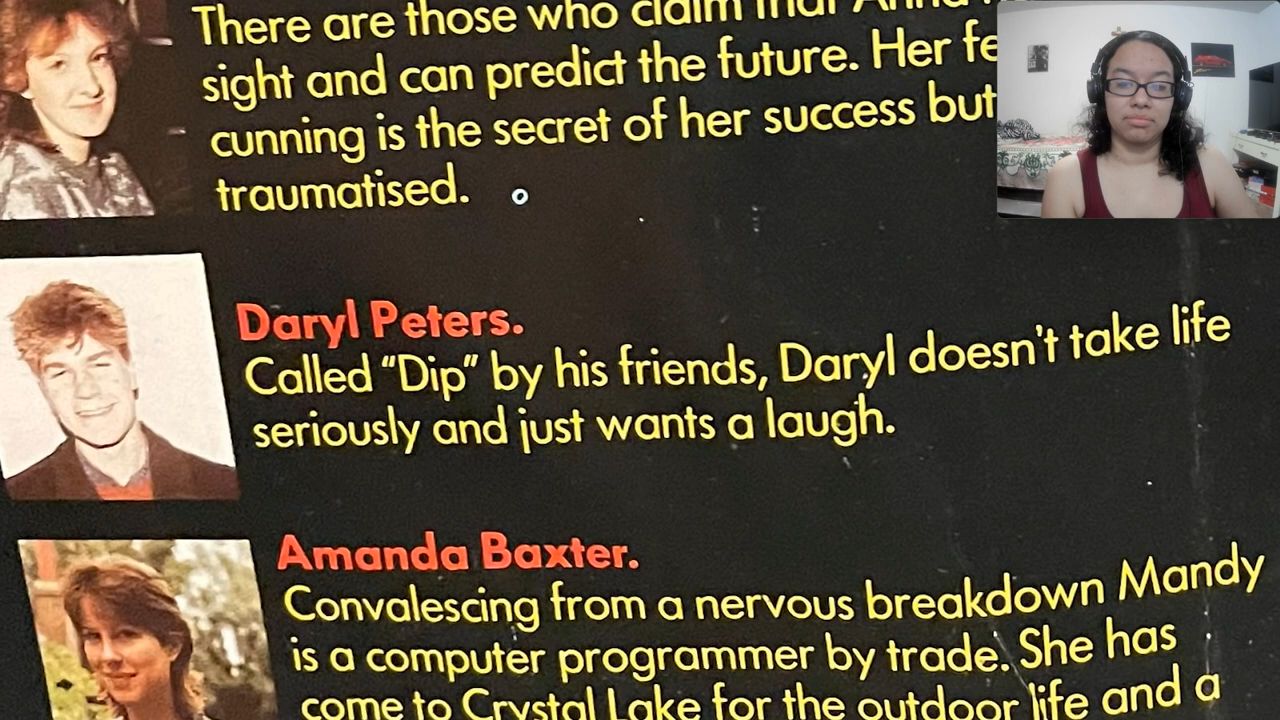 There are those who claim that Anna
sight and can predict the future. Her
cunning is the secret of her success but
traumatised.
Daryl Peters.
Called “Dip” by his friends, Daryl doesn't take life
seriously and just wants a laugh.
Amanda Baxter.
Convalescing from a nervous breakdown Mandy
is a computer programmer by trade. She has
come to Crystal Lake for the outdoor life and a